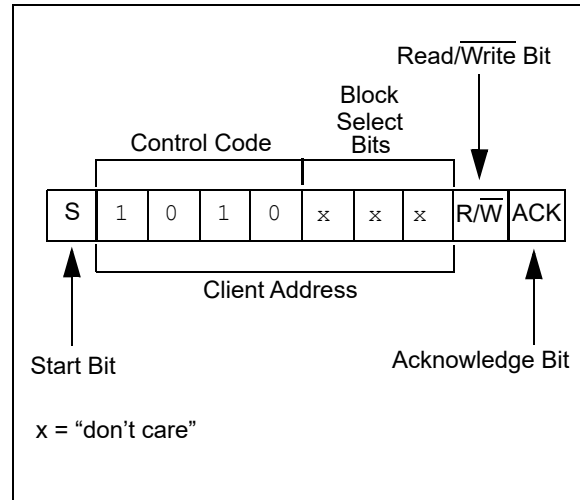 Read/Write Bit
Block
Select
Bits
Control Code
S 1 0 1 0 x x x R/W ACK
Client Address
Start Bit
Acknowledge Bit
x = “don’t care”